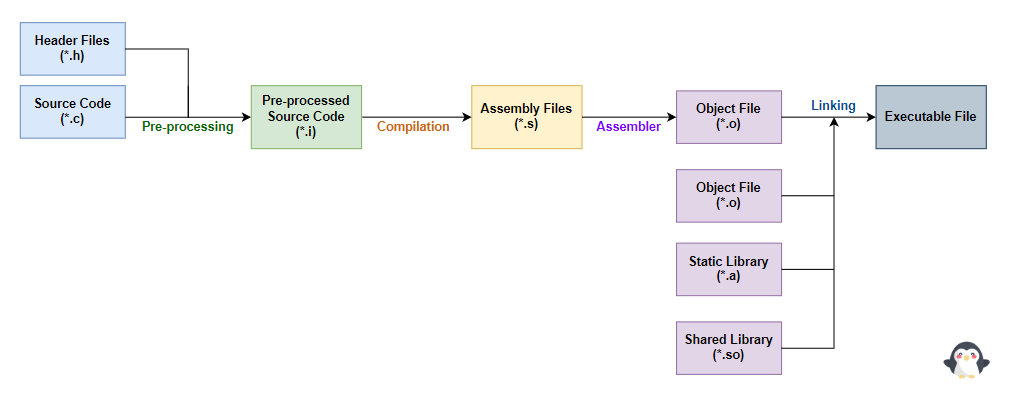 Header Files
(*.h)
Source Code
(*.c)
Pre-processing
Pre-processed
Source Code
(*.i)
Compilation
Assembly Files
(*.s)
Assembler
Object File
(*.o)
Linking
Executable File
Object File
(*.o)
Static Library
(*.a)
Shared Library
(*.so)